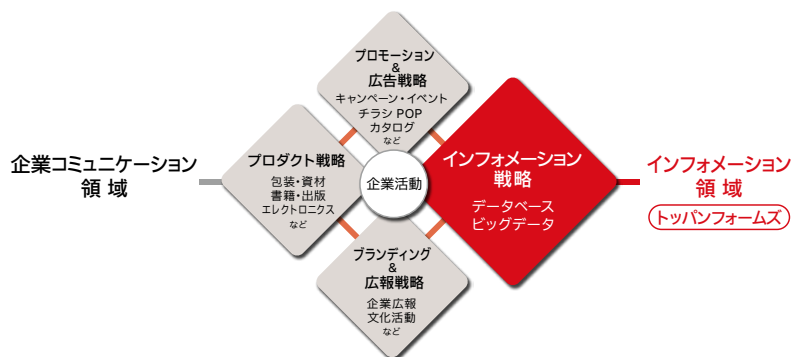 プロモーション
&
広告戦略
キャンペーン・イベント
チラシ POP
カタログ
など
企業コミュニケーション
領域
プロダクト戦略
包装・資材
書籍・出版
エレクトロニクス
など
企業活動
インフォメーション
戦略
データベース
ビッグデータ
インフォメーション
領域
トッパンフォームズ
ブランディング
&
広報戦略
企業広報
文化活動
など